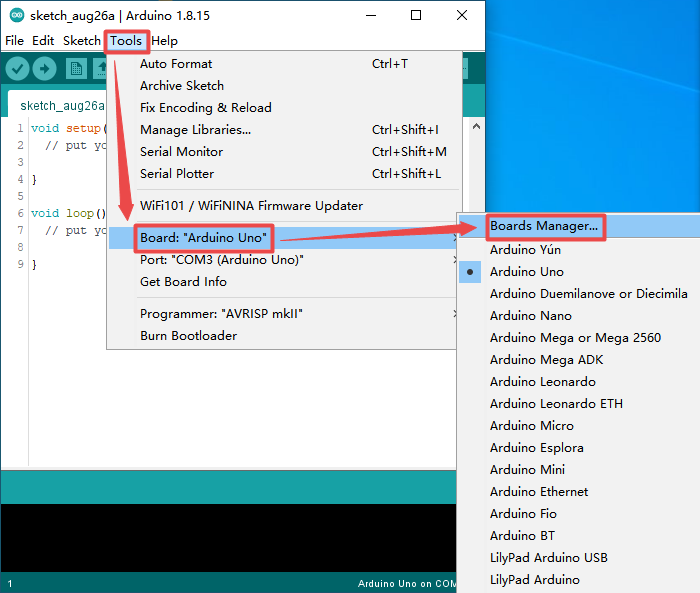 sketch_aug26a | Arduino 1.8.15
File Edit Sketch Tools Help
sketch_aug26a
1 void setup(
2 // put yo
3
4 }
5
6 void loop()
7 // put yo
8
9 }
Auto Format Ctrl+T
Archive Sketch
Fix Encoding & Reload
Manage Libraries... Ctrl+Shift+I
Serial Monitor Ctrl+Shift+M
Serial Plotter Ctrl+Shift+L
WiFi101 / WiFiNINA Firmware Updater
Board: "Arduino Uno"
Port: "COM3 (Arduino Uno)"
Get Board Info
Programmer: "AVRISP mkII"
Burn Bootloader
Boards Manager...
Arduino Yún
Arduino Uno
Arduino Duemilanove or Diecimila
Arduino Nano
Arduino Mega or Mega 2560
Arduino Mega ADK
Arduino Leonardo
Arduino Leonardo ETH
Arduino Micro
Arduino Esplora
Arduino Mini
Arduino Ethernet
Arduino Fio
Arduino BT
LilyPad Arduino USB
LilyPad Arduino
1 Arduino Uno on COM